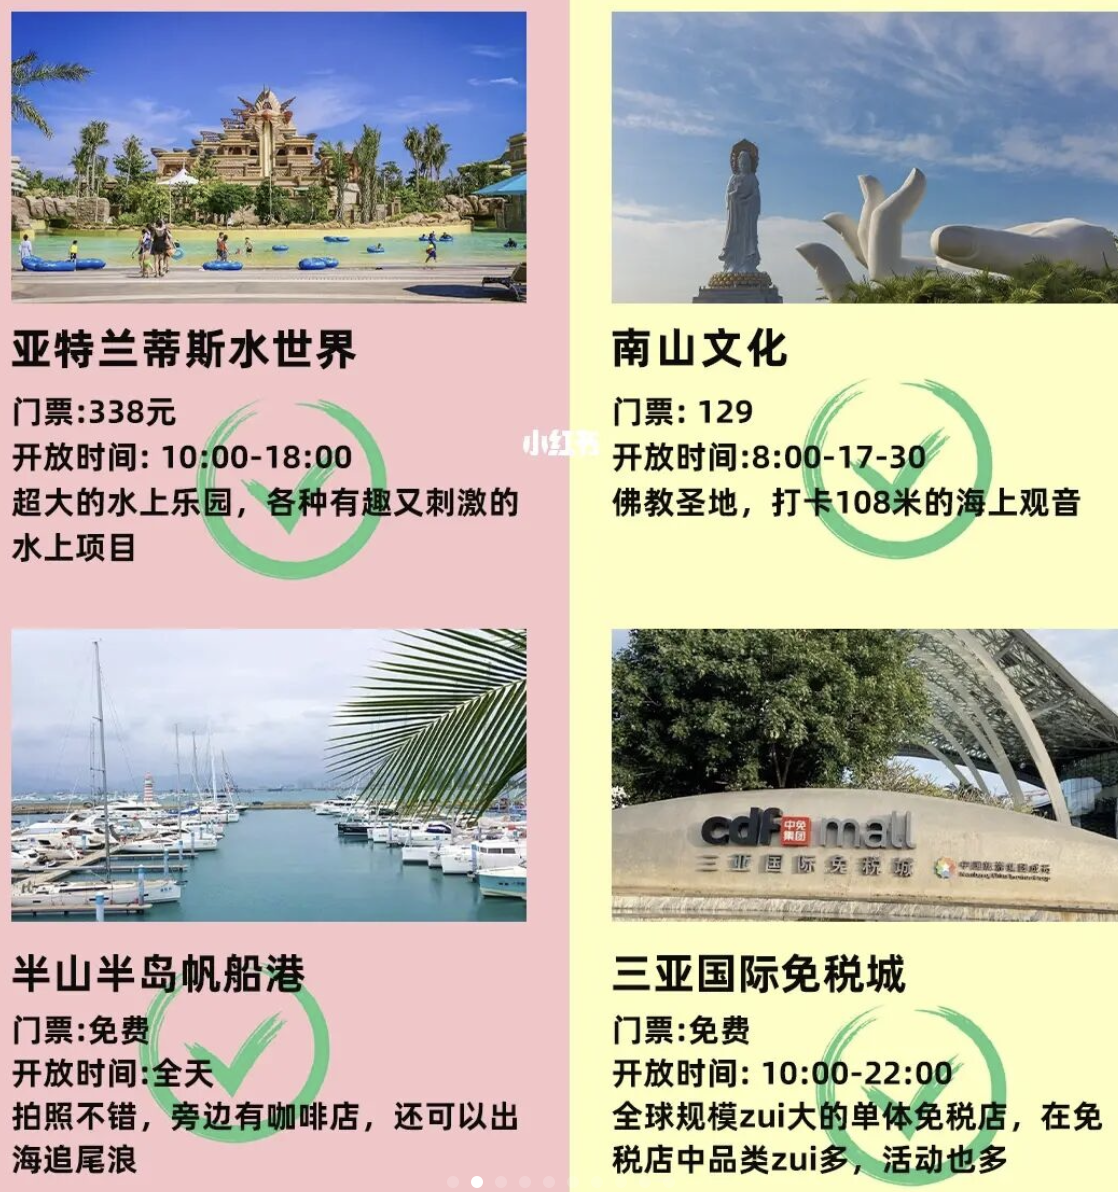 亚特兰蒂斯水世界
门票:338元
开放时间: 10:00-18:00
超大的水上乐园，各种有趣又刺激的
水上项目
南山文化
门票: 129
开放时间:8:00-17-30
佛教圣地，打卡108米的海上观音
小红书
半山半岛帆船港
门票:免费
开放时间:全天
拍照不错，旁边有咖啡店，还可以出
海追尾浪
cdf中免集团mall
三亚国际免税城
三亚国际免税城
门票:免费
开放时间: 10:00-22:00
全球规模zui大的单体免税店，在免
税店中品类zui多，活动也多